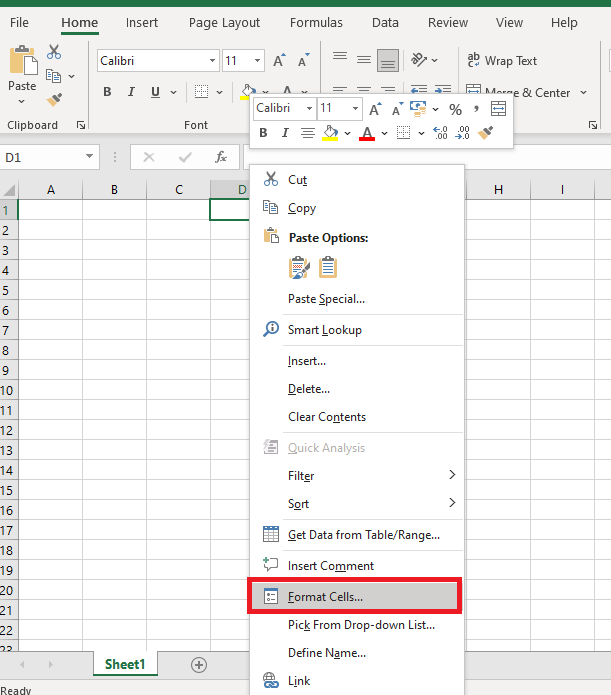 File Home Insert Page Layout Formulas Data Review View Help
Calibri 11 A A ab Wrap Text
Paste B I U A Merge & Center
Clipboard Font
Calibri 11 A A % ,
B I A .00 .00
D1 fx
A B C D H I
1
2
3
4
5
6
7
8
9
10
11
12
13
14
15
16
17
18
19
20
21
22
23
Cut
Copy
Paste Options:
Paste Special...
Smart Lookup
Insert...
Delete...
Clear Contents
Quick Analysis
Filter
Sort
Get Data from Table/Range...
Insert Comment
Format Cells...
Pick From Drop-down List...
Define Name...
Link
Sheet1
Ready